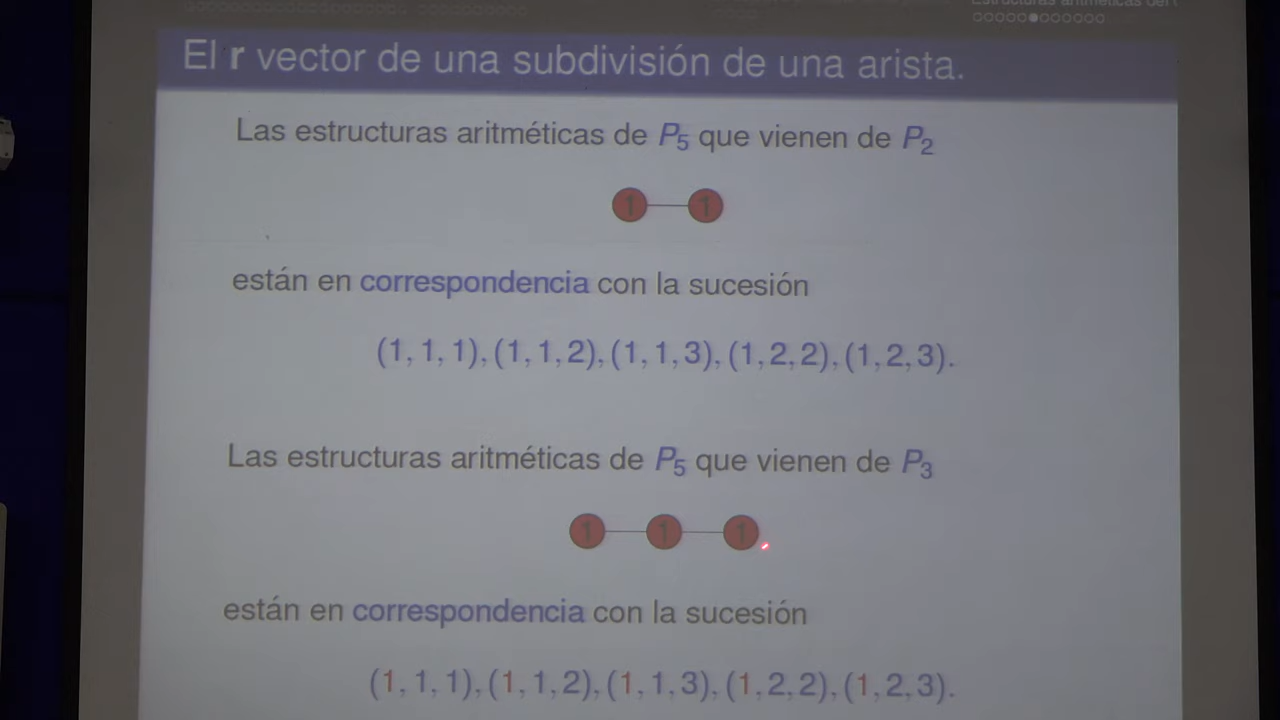 El r vector de una subdivisión de una arista.
Las estructuras aritméticas de P₅ que vienen de P₂
1 1
están en correspondencia con la sucesión
(1, 1, 1), (1, 1, 2), (1, 1, 3), (1, 2, 2), (1, 2, 3).
Las estructuras aritméticas de P₅ que vienen de P₃
1 1 1
están en correspondencia con la sucesión
(1, 1, 1), (1, 1, 2), (1, 1, 3), (1, 2, 2), (1, 2, 3).